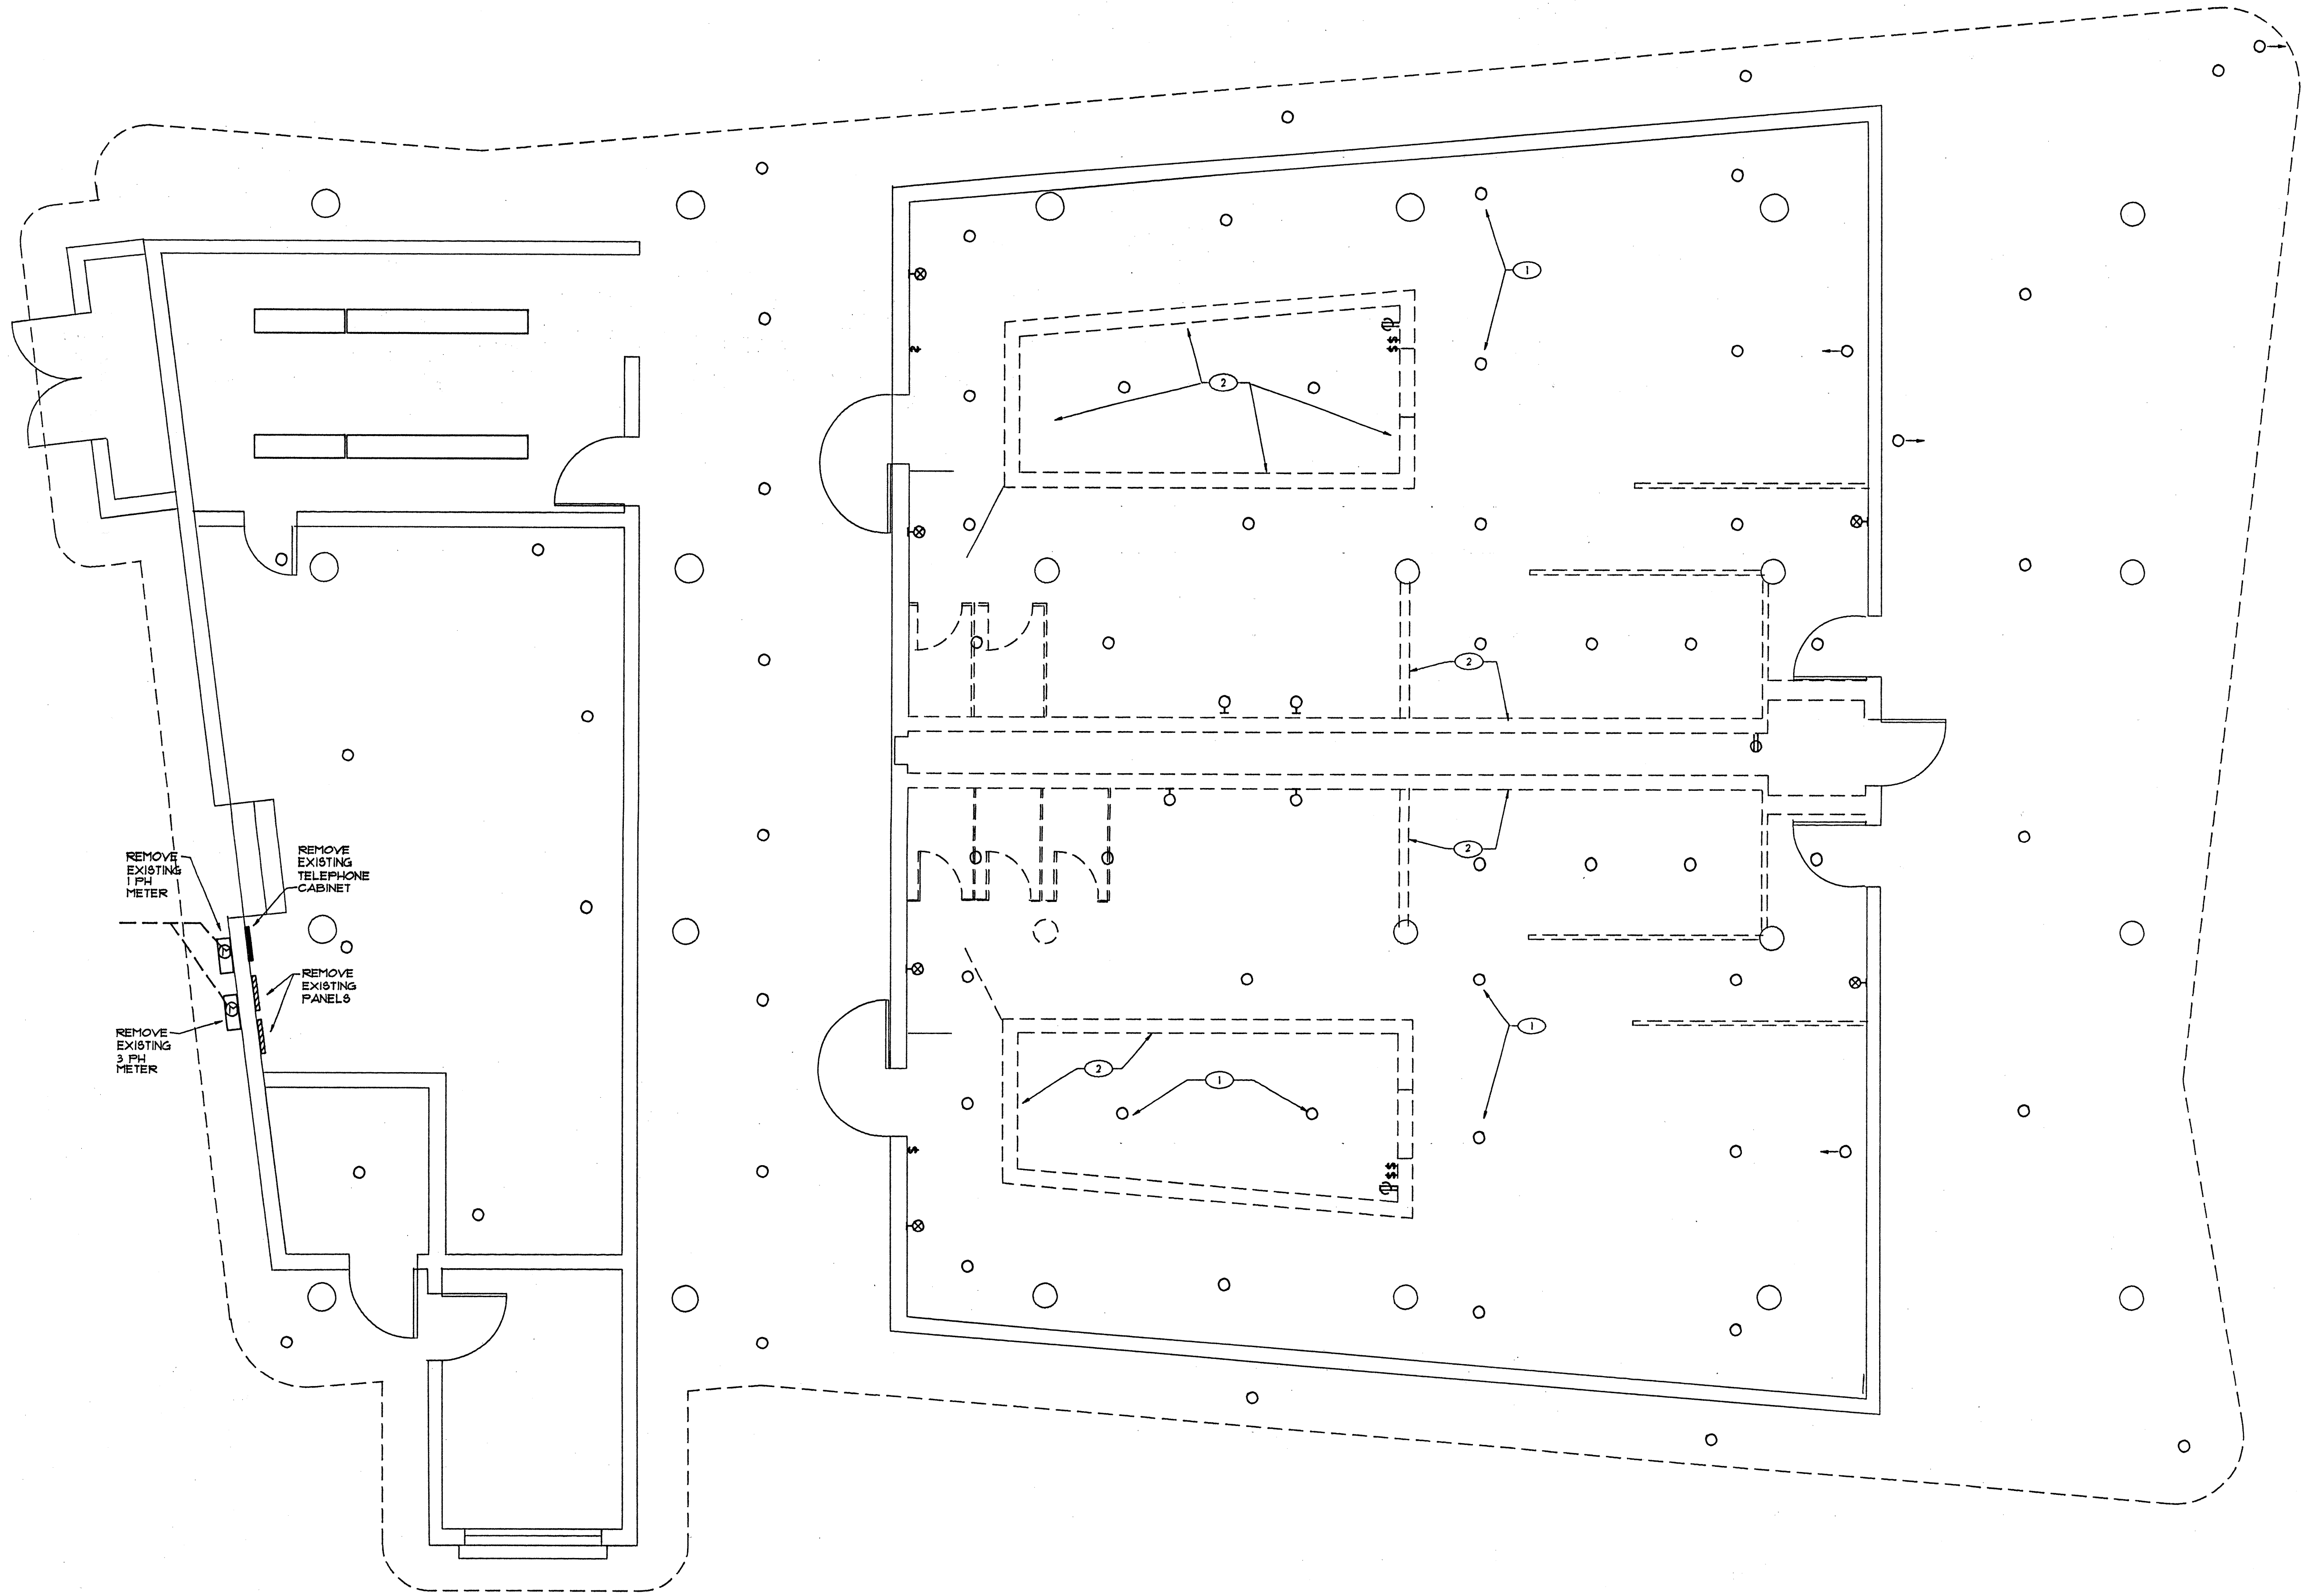 1
2
2
2
REMOVE
EXISTING
1 PH
METER
REMOVE
EXISTING
TELEPHONE
CABINET
REMOVE
EXISTING
PANELS
REMOVE
EXISTING
3 PH
METER
1
2
1
$
$$
$
$$